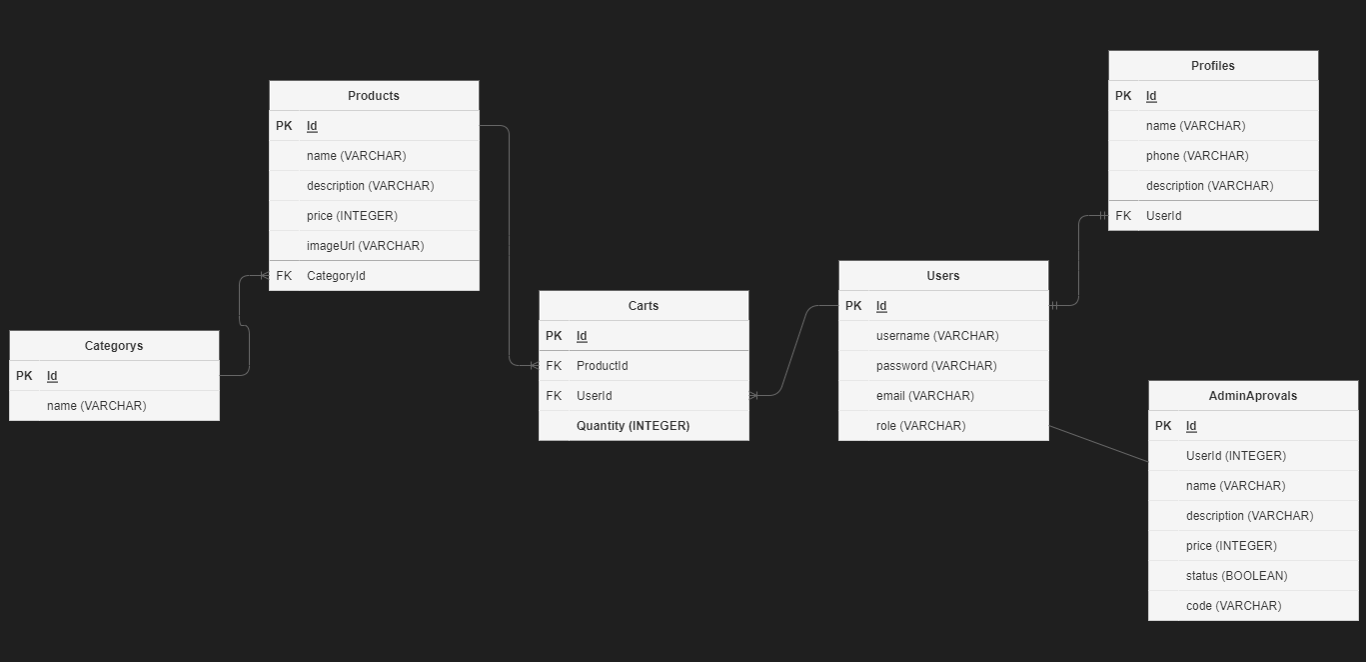 Products
PK Id
name (VARCHAR)
description (VARCHAR)
price (INTEGER)
imageUrl (VARCHAR)
FK CategoryId
Categorys
PK Id
name (VARCHAR)
Carts
PK Id
FK ProductId
FK UserId
Quantity (INTEGER)
Users
PK Id
username (VARCHAR)
password (VARCHAR)
email (VARCHAR)
role (VARCHAR)
Profiles
PK Id
name (VARCHAR)
phone (VARCHAR)
description (VARCHAR)
FK UserId
AdminAprovals
PK Id
UserId (INTEGER)
name (VARCHAR)
description (VARCHAR)
price (INTEGER)
status (BOOLEAN)
code (VARCHAR)